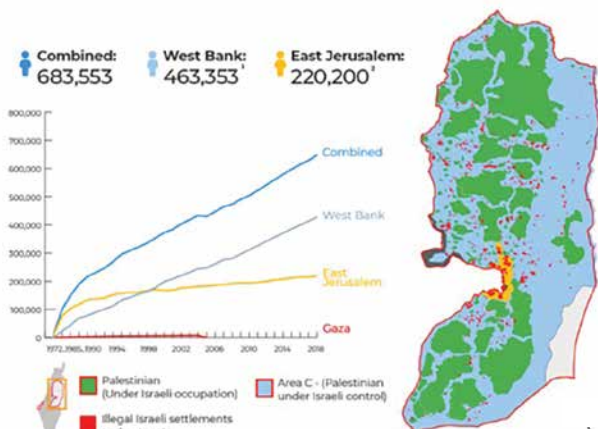 Combined: West Bank: East Jerusalem:
683,553 463,353¹ 220,200²
800,000
700,000
600,000
500,000
400,000
300,000
200,000
100,000
0
Combined
West Bank
East
Jerusalem
Gaza
1972 1985 1990 1994 1998 2002 2006 2010 2014 2018
Palestinian
(Under Israeli occupation)
Area C - (Palestinian
under Israeli control)
Illegal Israeli settlements